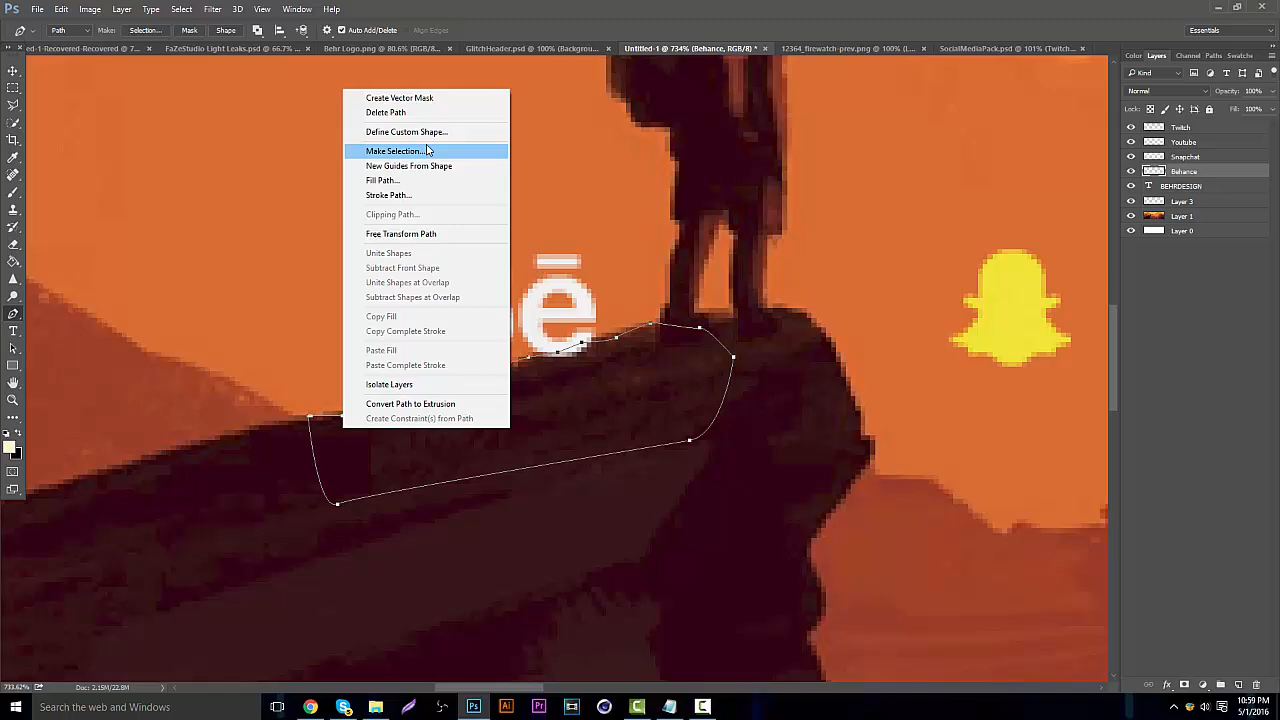 Ps File Edit Image Layer Type Select Filter 3D View Window Help
Path Make: Selection... Mask Shape Auto Add/Delete Align Edges Essentials
ed-1-Recovered-Recovered @ 7... × FaZeStudio Light Leaks.psd @ 66.7%... × Behr Logo.png @ 80.6% (RGB/8... × GlitchHeader.psd @ 100% (Backgrou... × Untitled-1 @ 734% (Behance, RGB/8) * × 12364_firewatch-prev.png @ 100% (L... × SocialMediaPack.psd @ 101% (Twitch... ×
Color Layers Channel Paths Swatche
Kind
Normal Opacity: 100%
Lock: Fill: 100%
Twitch
Youtube
Snapchat
Behance
T BEHRDESIGN
Layer 3
Layer 1
Layer 0
Create Vector Mask
Delete Path
Define Custom Shape...
Make Selection...
New Guides From Shape
Fill Path...
Stroke Path...
Clipping Path...
Free Transform Path
Unite Shapes
Subtract Front Shape
Unite Shapes at Overlap
Subtract Shapes at Overlap
Copy Fill
Copy Complete Stroke
Paste Fill
Paste Complete Stroke
Isolate Layers
Convert Path to Extrusion
Create Constraint(s) from Path
ē
733.62% Doc: 2.15M/22.8M
Search the web and Windows
Ps Ai Pr
10:59 PM
5/1/2016